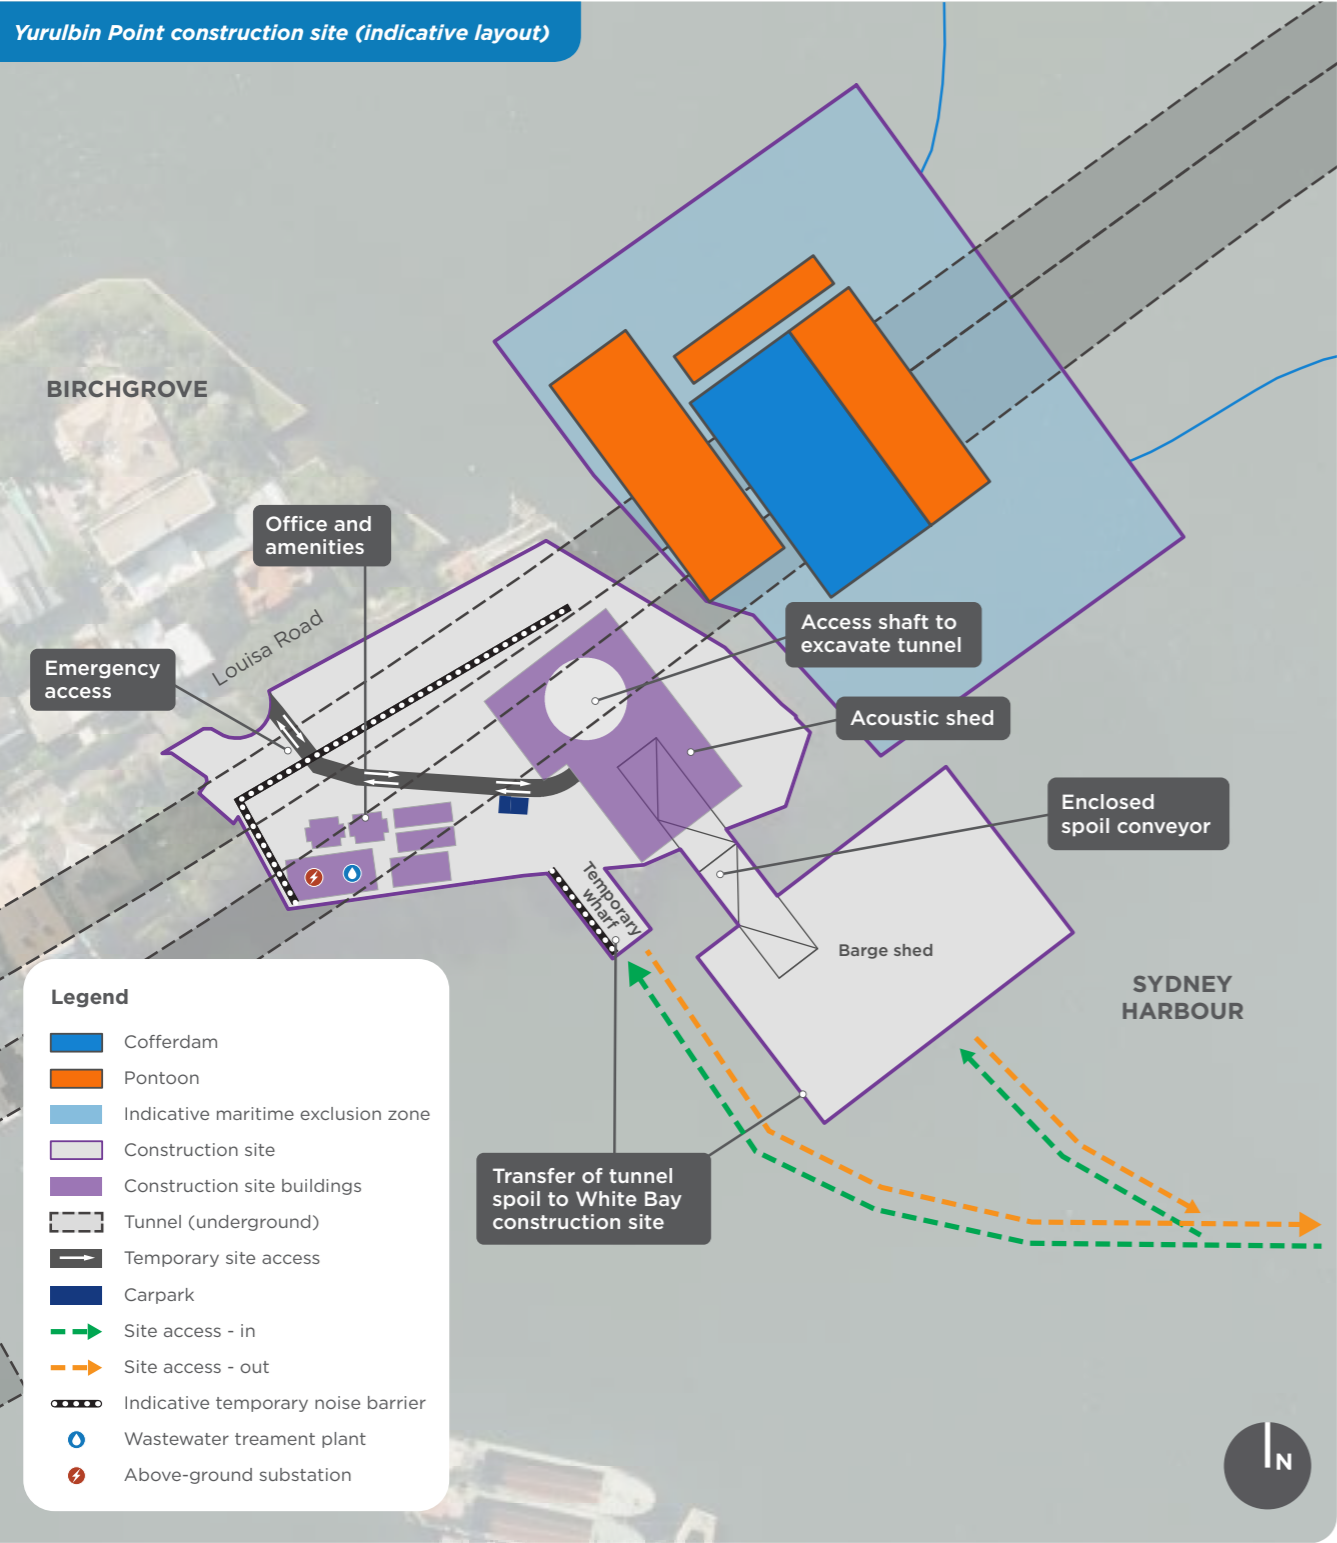 Yurulbin Point construction site (indicative layout)
BIRCHGROVE
Office and
amenities
Louisa Road
Emergency
access
Access shaft to
excavate tunnel
Acoustic shed
Enclosed
spoil conveyor
Temporary
wharf
Barge shed
SYDNEY
HARBOUR
Transfer of tunnel
spoil to White Bay
construction site
Legend
Cofferdam
Pontoon
Indicative maritime exclusion zone
Construction site
Construction site buildings
Tunnel (underground)
Temporary site access
Carpark
Site access - in
Site access - out
Indicative temporary noise barrier
Wastewater treament plant
Above-ground substation
N